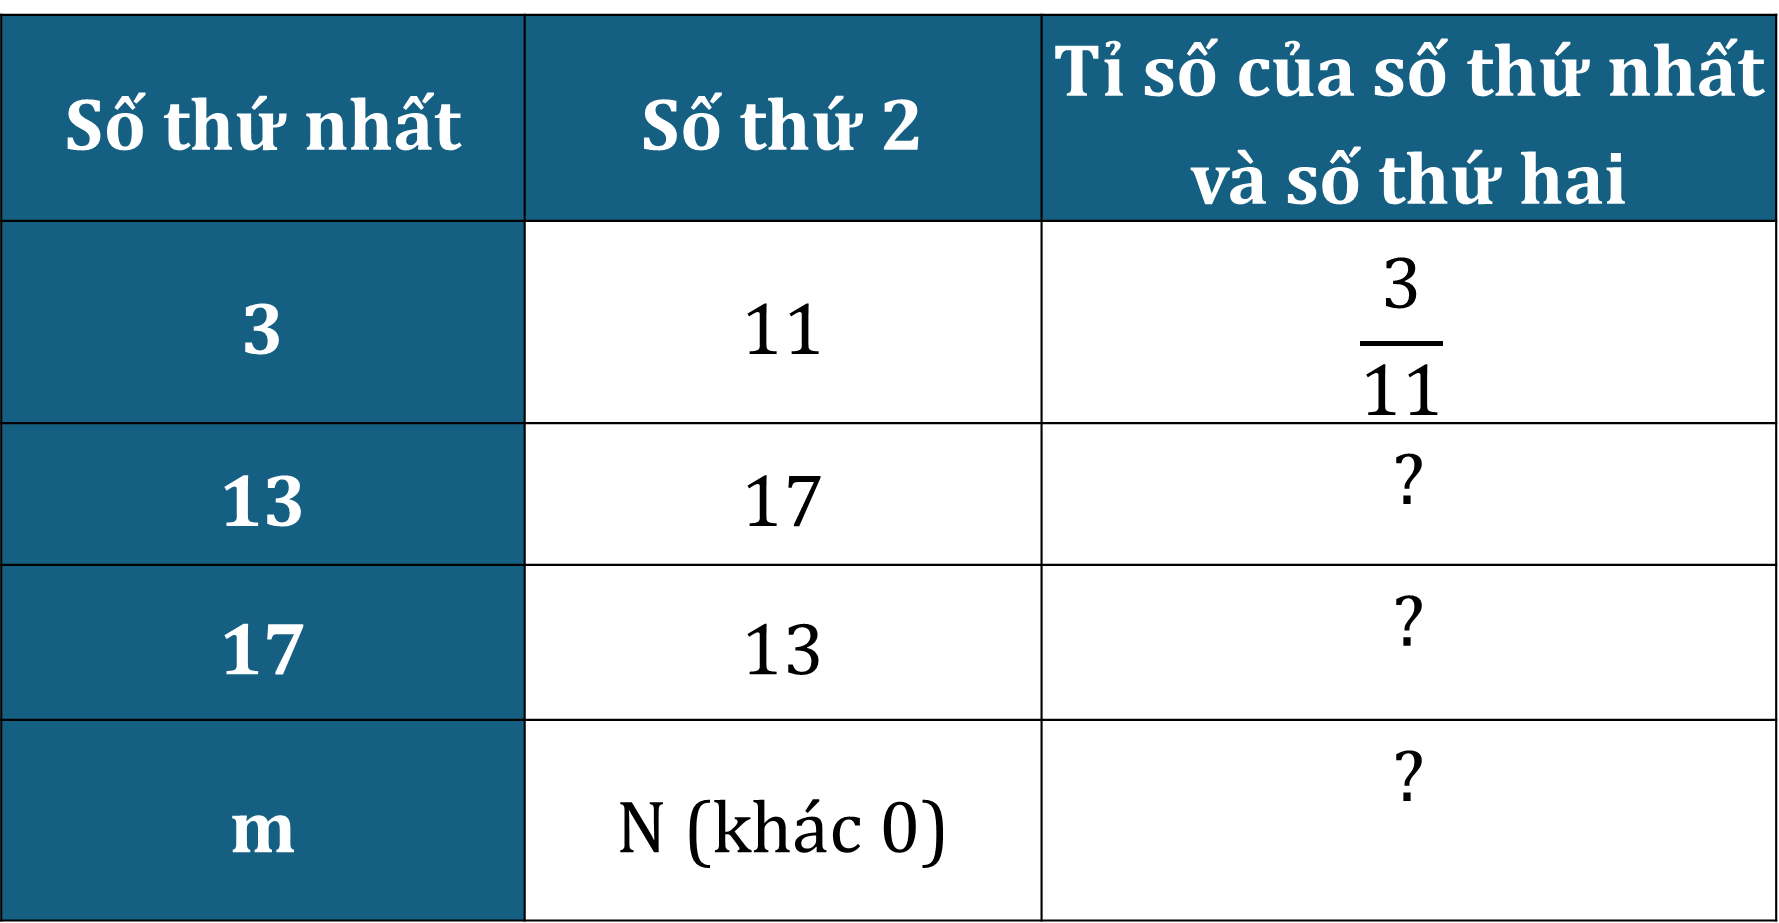 Số thứ nhất
Số thứ 2
Tỉ số của số thứ nhất
và số thứ hai
3
11
3
11
13
17
?
17
13
?
m
N (khác 0)
?